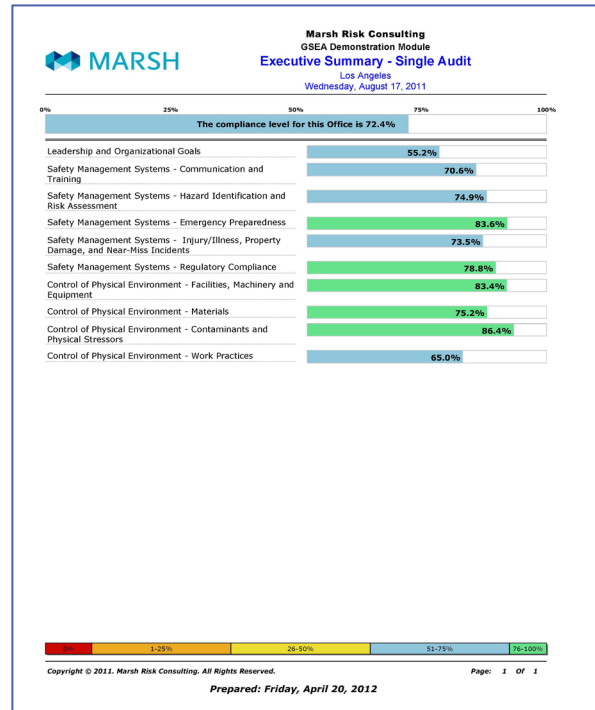 Marsh Risk Consulting
GSEA Demonstration Module
MARSH
Executive Summary - Single Audit
Los Angeles
Wednesday, August 17, 2011
0% 25% 50% 75% 100%
The compliance level for this Office is 72.4%
Leadership and Organizational Goals 55.2%
Safety Management Systems - Communication and
Training 70.6%
Safety Management Systems - Hazard Identification and
Risk Assessment 74.9%
Safety Management Systems - Emergency Preparedness 83.6%
Safety Management Systems - Injury/Illness, Property
Damage, and Near-Miss Incidents 73.5%
Safety Management Systems - Regulatory Compliance 78.8%
Control of Physical Environment - Facilities, Machinery and
Equipment 83.4%
Control of Physical Environment - Materials 75.2%
Control of Physical Environment - Contaminants and
Physical Stressors 86.4%
Control of Physical Environment - Work Practices 65.0%
0% 1-25% 26-50% 51-75% 76-100%
Copyright © 2011. Marsh Risk Consulting. All Rights Reserved. Page: 1 Of 1
Prepared: Friday, April 20, 2012